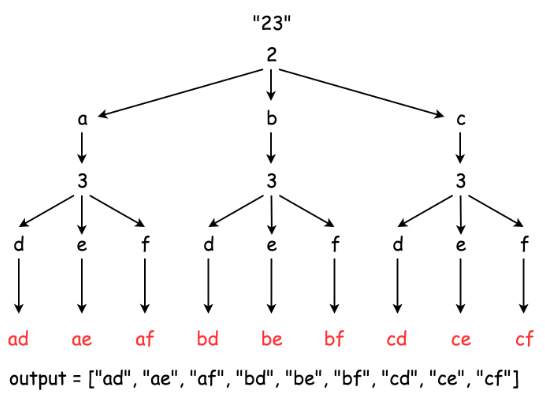 "23"
2
a b c
3 3 3
d e f d e f d e f
ad ae af bd be bf cd ce cf
output = ["ad", "ae", "af", "bd", "be", "bf", "cd", "ce", "cf"]